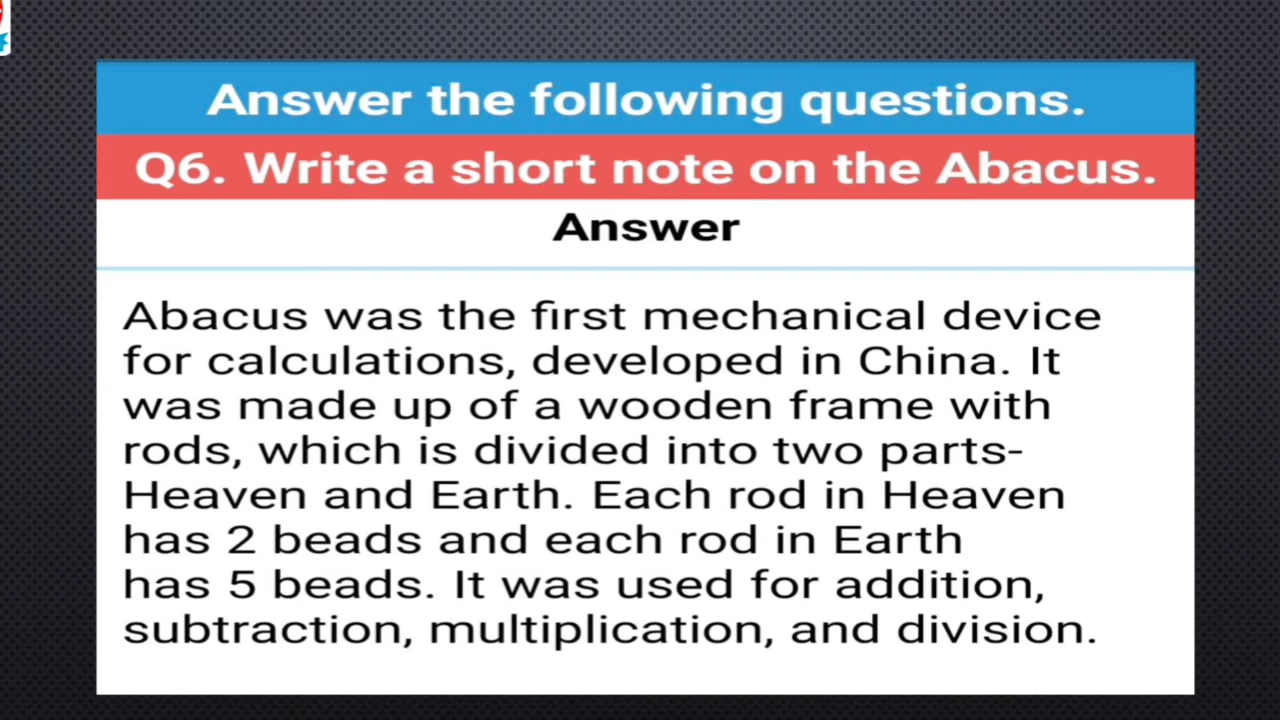 Answer the following questions.
Q6. Write a short note on the Abacus.
Answer
Abacus was the first mechanical device
for calculations, developed in China. It
was made up of a wooden frame with
rods, which is divided into two parts-
Heaven and Earth. Each rod in Heaven
has 2 beads and each rod in Earth
has 5 beads. It was used for addition,
subtraction, multiplication, and division.